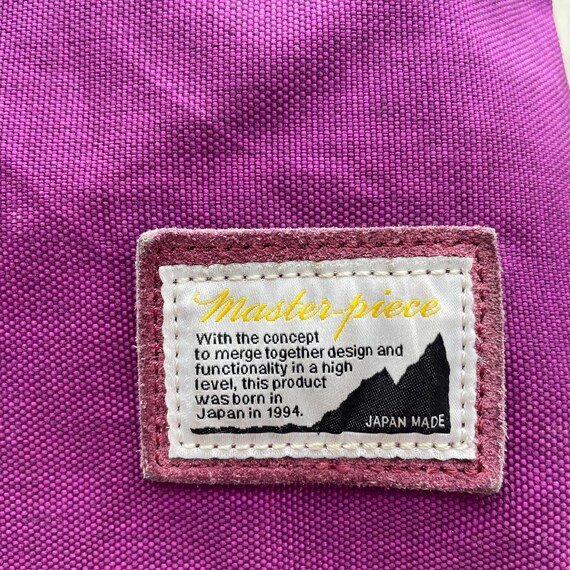 Master-piece
With the concept
to merge together design and
functionality in a high
level, this product
was born in
Japan in 1994.
JAPAN MADE